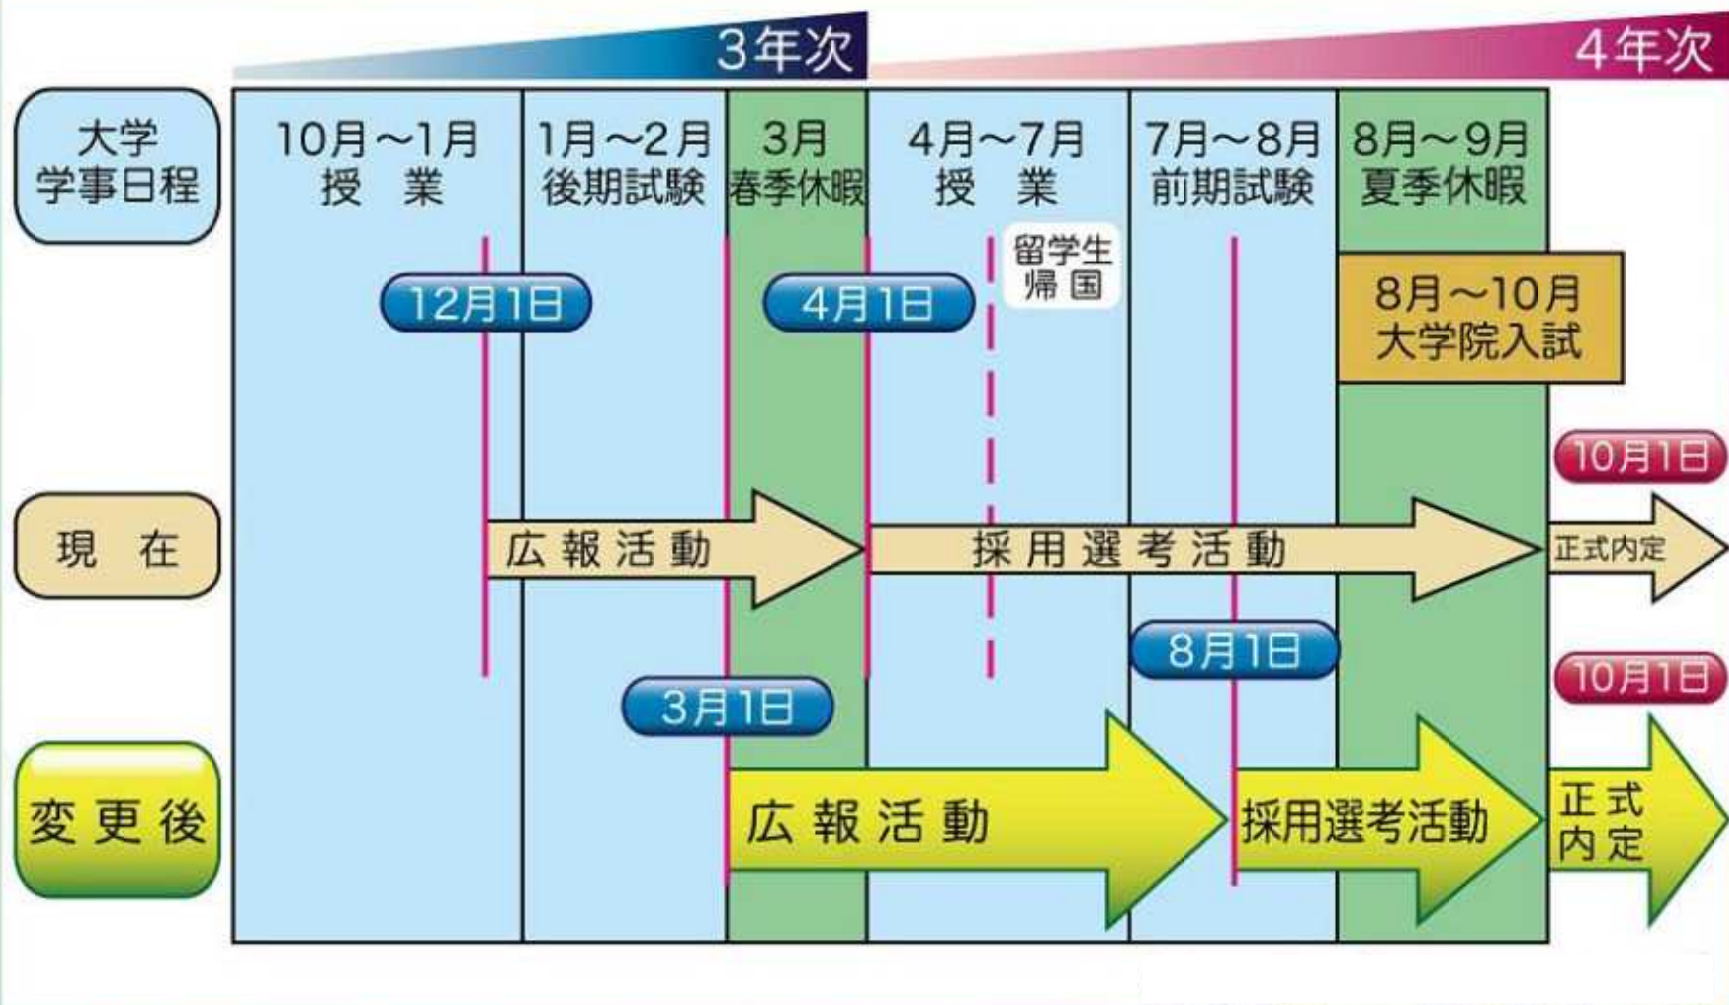 3年次
4年次
大学
学事日程
10月～1月
授　業
1月～2月
後期試験
3月
春季休暇
4月～7月
授　業
7月～8月
前期試験
8月～9月
夏季休暇
留学生
帰国
12月1日
4月1日
8月～10月
大学院入試
10月1日
現　在
広報活動
採用選考活動
正式内定
8月1日
10月1日
3月1日
変更後
広報活動
採用選考活動
正式
内定